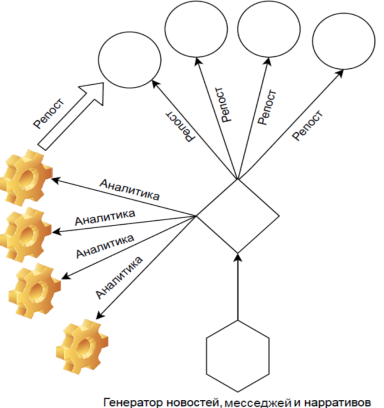 Репост
Репост
Репост
Репост
Репост
Аналитика
Аналитика
Аналитика
Аналитика
Генератор новостей, месседжей и нарративов